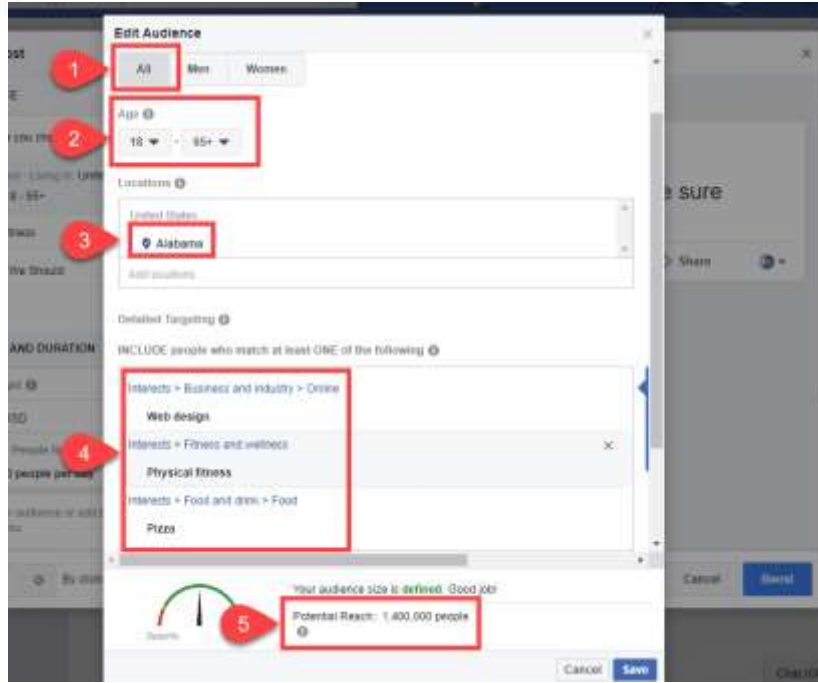 Edit Audience
1
All Men Women
Age
2
18 - 65+
Locations
United States
3
Alabama
Add locations
Detailed Targeting
INCLUDE people who match at least ONE of the following
Interests > Business and industry > Online
Web design
4
Interests > Fitness and wellness
Physical fitness
Interests > Food and drink > Food
Pizza
Your audience size is defined. Good job!
5
Potential Reach: 1,400,000 people
Specific
Cancel Save
AND DURATION
people per day
e sure
Share
Cancel Boost